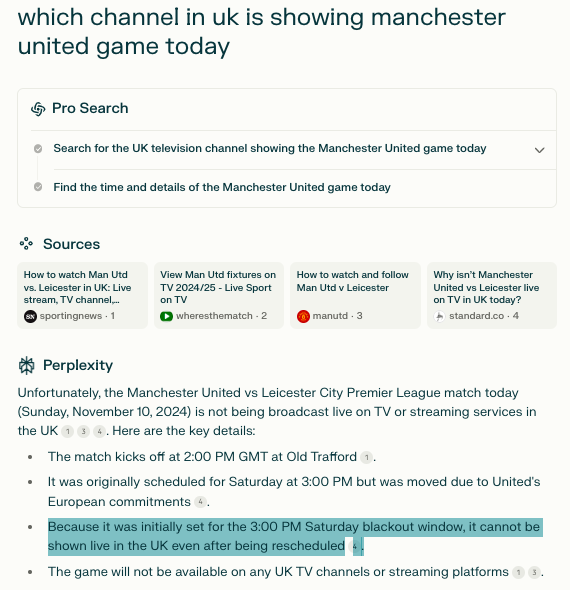 which channel in uk is showing manchester
united game today
Pro Search
Search for the UK television channel showing the Manchester United game today
Find the time and details of the Manchester United game today
Sources
How to watch Man Utd
vs. Leicester in UK: Live
stream, TV channel,...
SN sportingnews · 1
View Man Utd fixtures on
TV 2024/25 - Live Sport
on TV
wheresthematch · 2
How to watch and follow
Man Utd v Leicester
manutd · 3
Why isn't Manchester
United vs Leicester live
on TV in UK today?
standard.co · 4
Perplexity
Unfortunately, the Manchester United vs Leicester City Premier League match today
(Sunday, November 10, 2024) is not being broadcast live on TV or streaming services in
the UK 1 3 4. Here are the key details:
• The match kicks off at 2:00 PM GMT at Old Trafford 1.
• It was originally scheduled for Saturday at 3:00 PM but was moved due to United's
European commitments 4.
• Because it was initially set for the 3:00 PM Saturday blackout window, it cannot be
shown live in the UK even after being rescheduled 4.
• The game will not be available on any UK TV channels or streaming platforms 1 3.